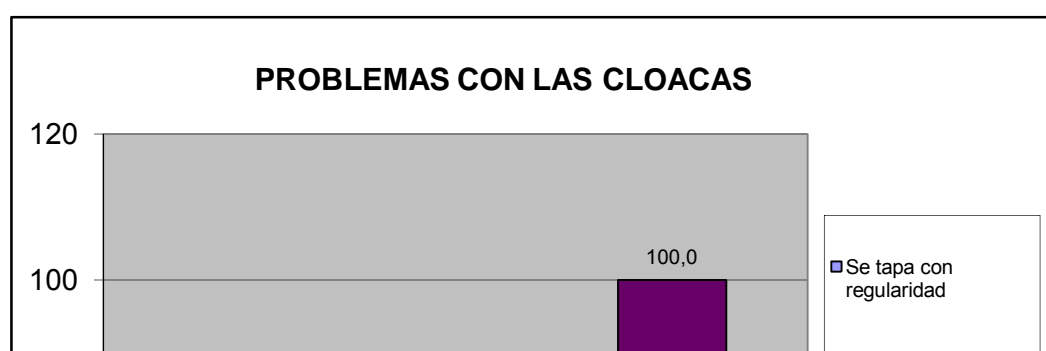 PROBLEMAS CON LAS CLOACAS
120
100,0
100
Se tapa con
regularidad